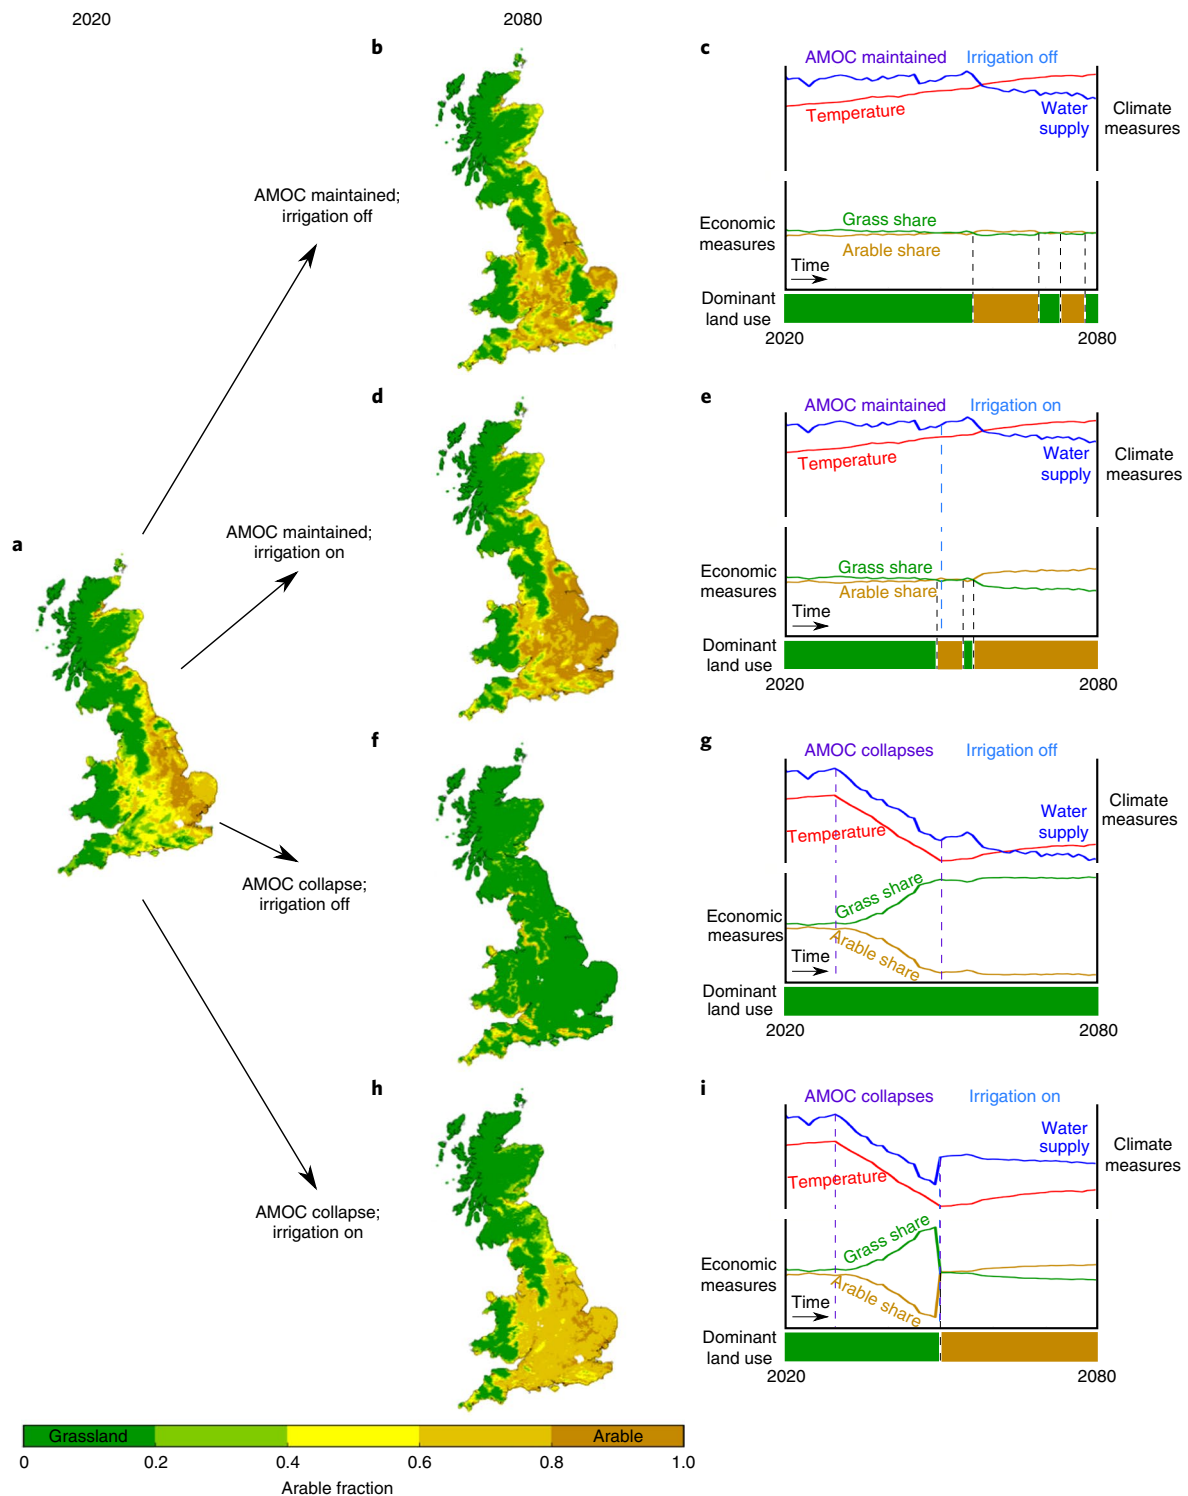 2020
2080
b
c
AMOC maintained
Irrigation off
Temperature
Water
supply
Climate
measures
AMOC maintained;
irrigation off
Economic
measures
Grass share
Arable share
Time
Dominant
land use
2020
2080
d
e
AMOC maintained
Irrigation on
Temperature
Water
supply
Climate
measures
a
AMOC maintained;
irrigation on
Economic
measures
Grass share
Arable share
Time
Dominant
land use
2020
2080
f
g
AMOC collapses
Irrigation off
Temperature
Water
supply
Climate
measures
AMOC collapse;
irrigation off
Economic
measures
Grass share
Arable share
Time
Dominant
land use
2020
2080
h
i
AMOC collapses
Irrigation on
Temperature
Water
supply
Climate
measures
AMOC collapse;
irrigation on
Economic
measures
Grass share
Arable share
Time
Dominant
land use
2020
2080
Grassland
Arable
0 0.2 0.4 0.6 0.8 1.0
Arable fraction